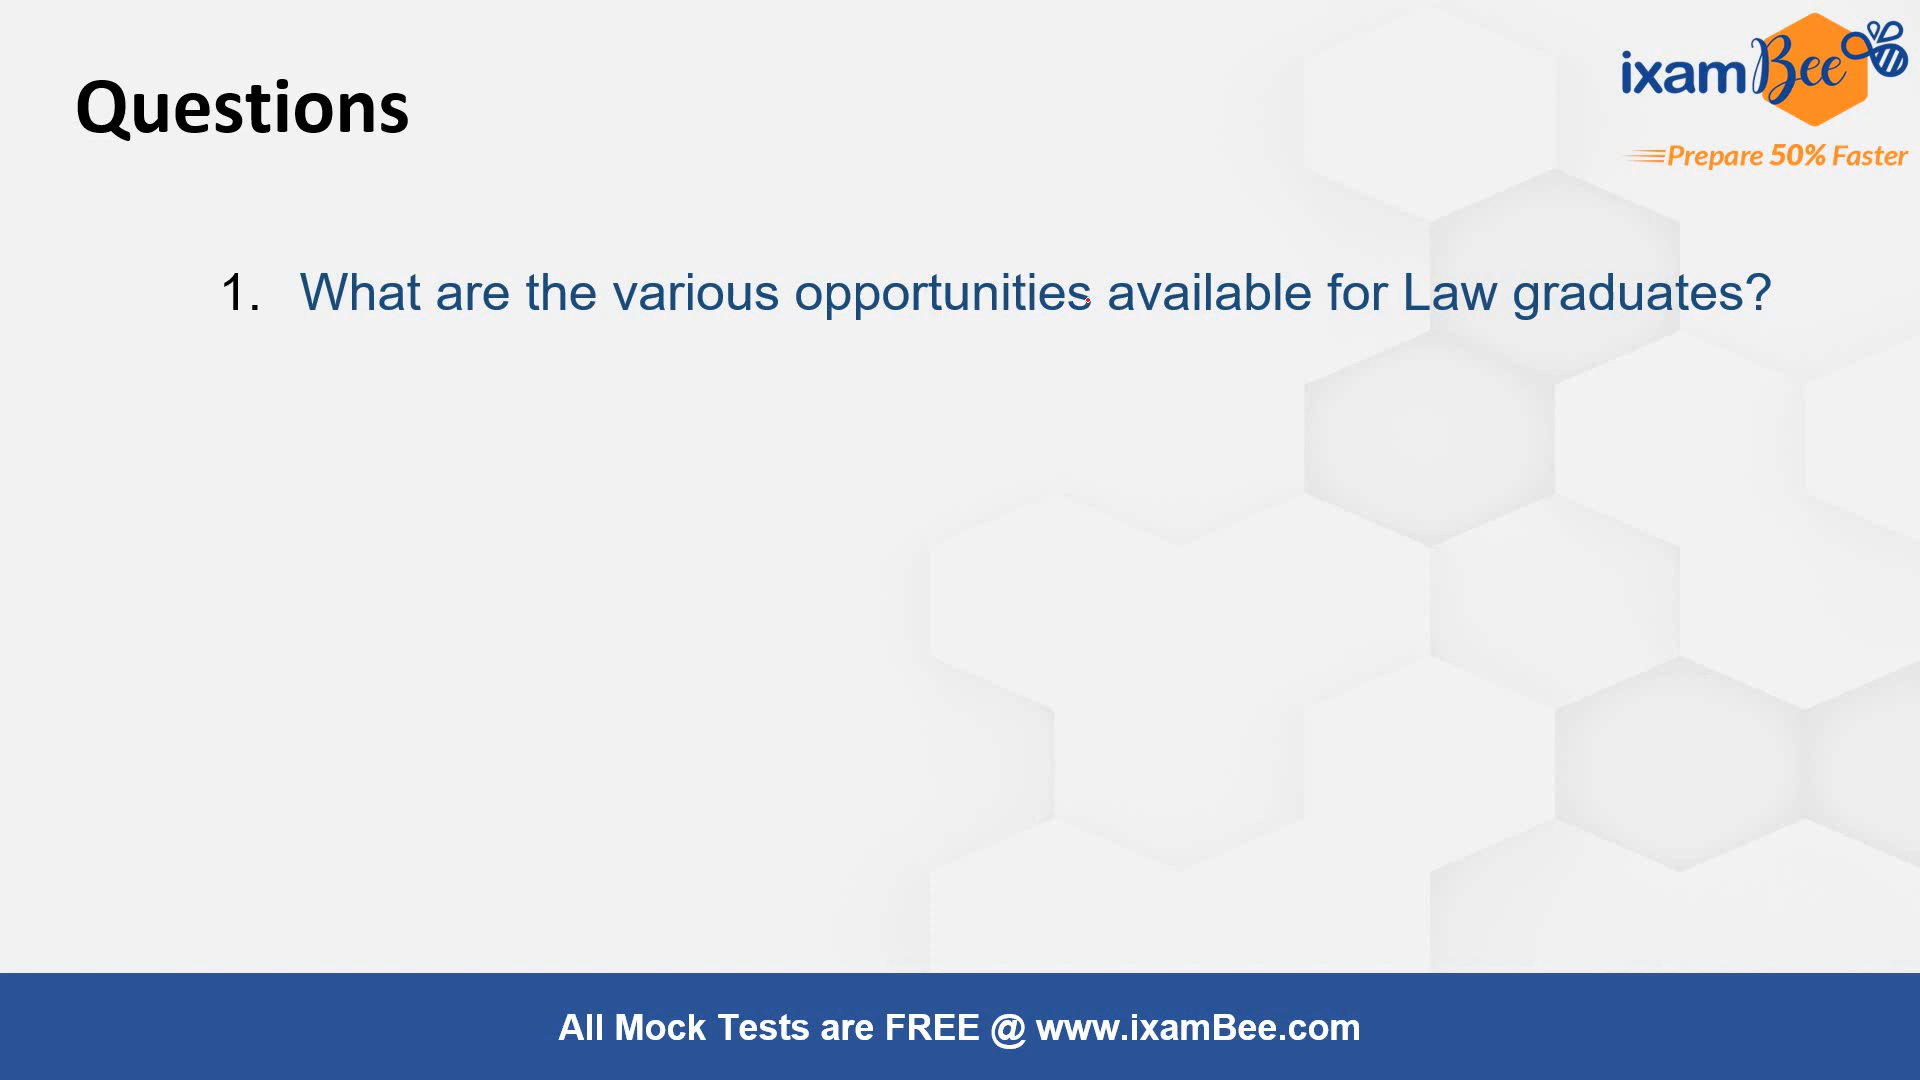 Questions
ixamBee
Prepare 50% Faster
1. What are the various opportunities available for Law graduates?
All Mock Tests are FREE @ www.ixamBee.com